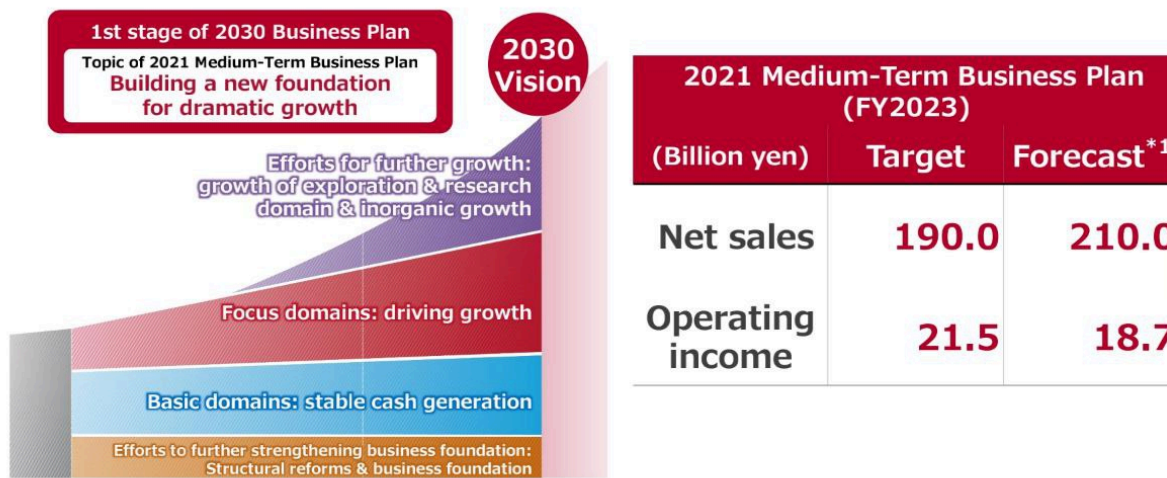 1st stage of 2030 Business Plan
Topic of 2021 Medium-Term Business Plan
Building a new foundation
for dramatic growth
2030
Vision
Efforts for further growth:
growth of exploration & research
domain & inorganic growth
Focus domains: driving growth
Basic domains: stable cash generation
Efforts to further strengthening business foundation:
Structural reforms & business foundation
2021 Medium-Term Business Plan
(FY2023)
(Billion yen) Target Forecast*1
Net sales 190.0 210.0
Operating
income 21.5 18.7